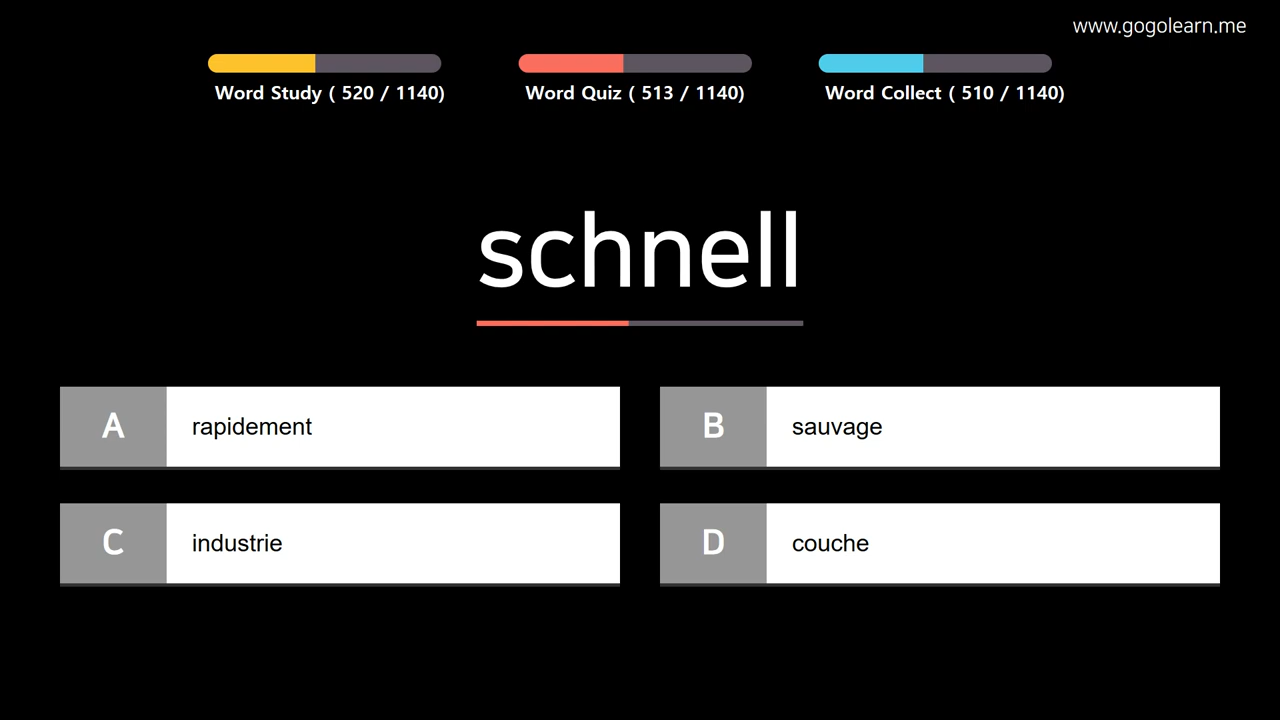 www.gogolearn.me
Word Study ( 520 / 1140)
Word Quiz ( 513 / 1140)
Word Collect ( 510 / 1140)
schnell
A rapidement
B sauvage
C industrie
D couche